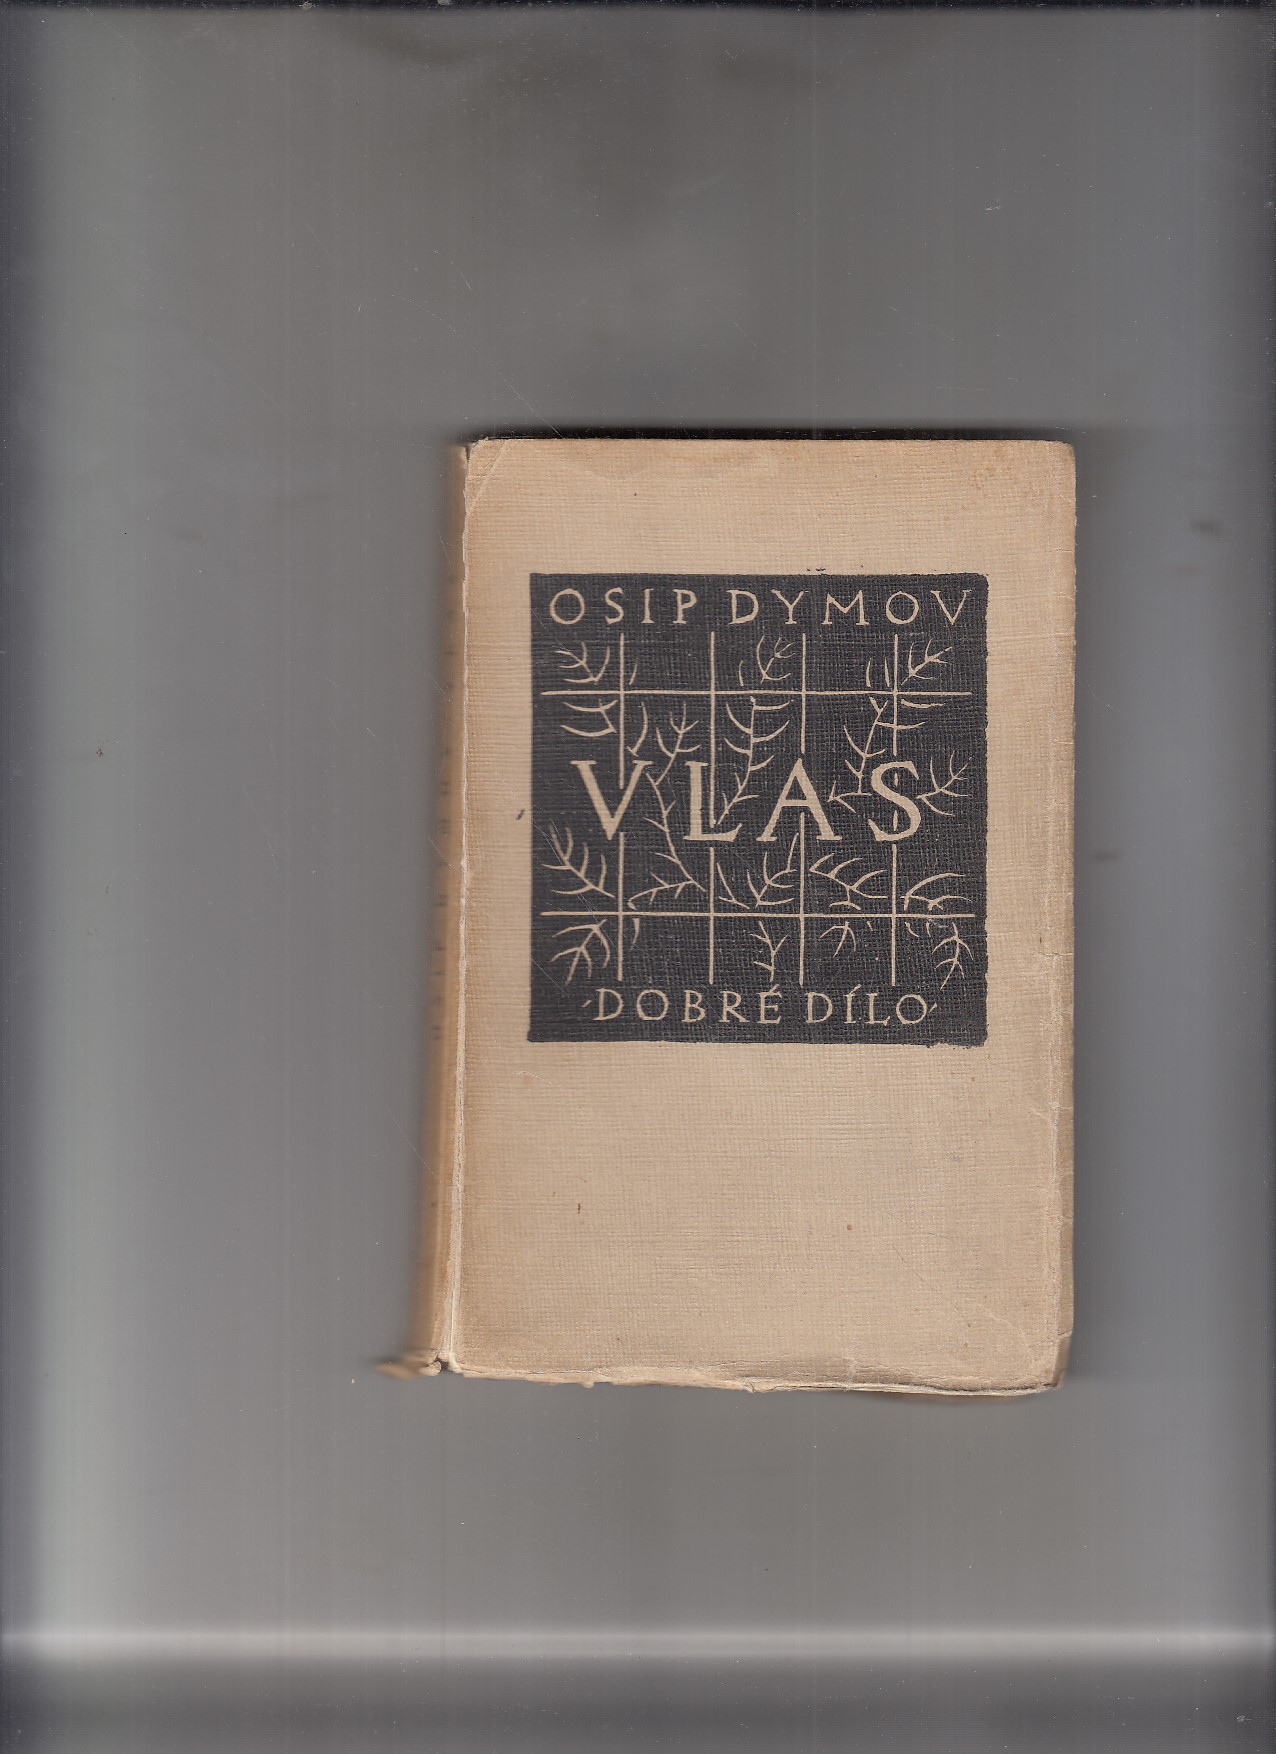 OSIP DYMOV
VLAS
·DOBRÉ DÍLO·